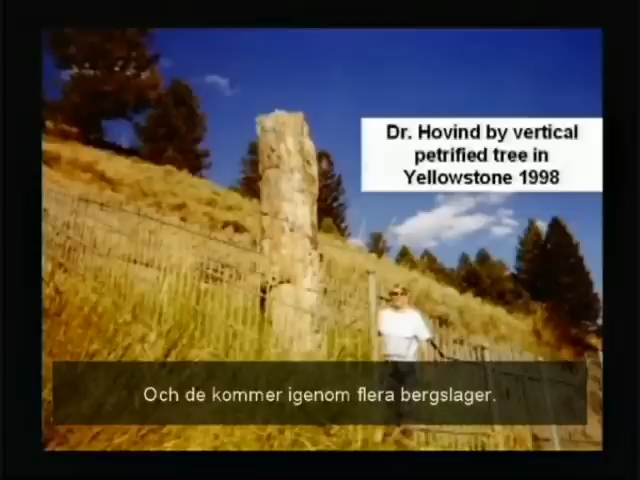 Dr. Hovind by vertical
petrified tree in
Yellowstone 1998
Och de kommer igenom flera bergslager.